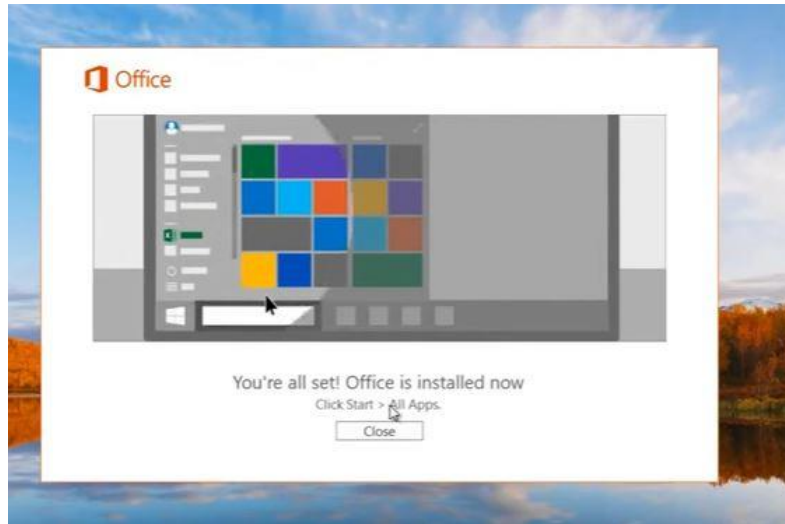 Office
You're all set! Office is installed now
Click Start > All Apps.
Close